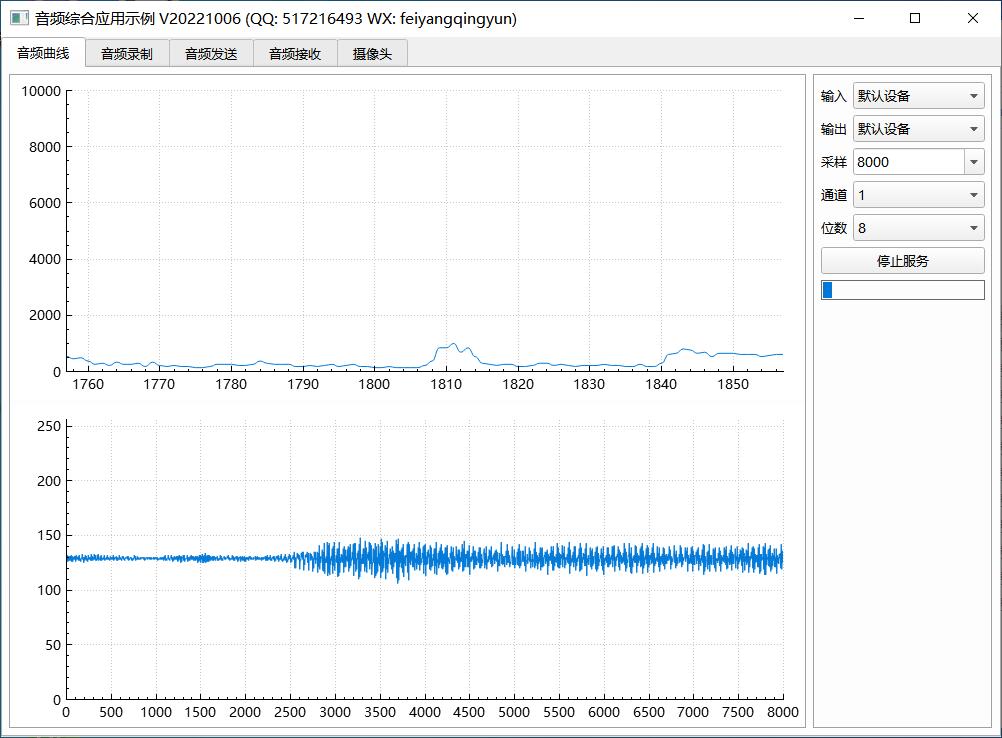 音频综合应用示例 V20221006 (QQ: 517216493 WX: feiyangqingyun)
音频曲线 音频录制 音频发送 音频接收 摄像头
10000
8000
6000
4000
2000
0
1760 1770 1780 1790 1800 1810 1820 1830 1840 1850
250
200
150
100
50
0
0 500 1000 1500 2000 2500 3000 3500 4000 4500 5000 5500 6000 6500 7000 7500 8000
输入 默认设备
输出 默认设备
采样 8000
通道 1
位数 8
停止服务